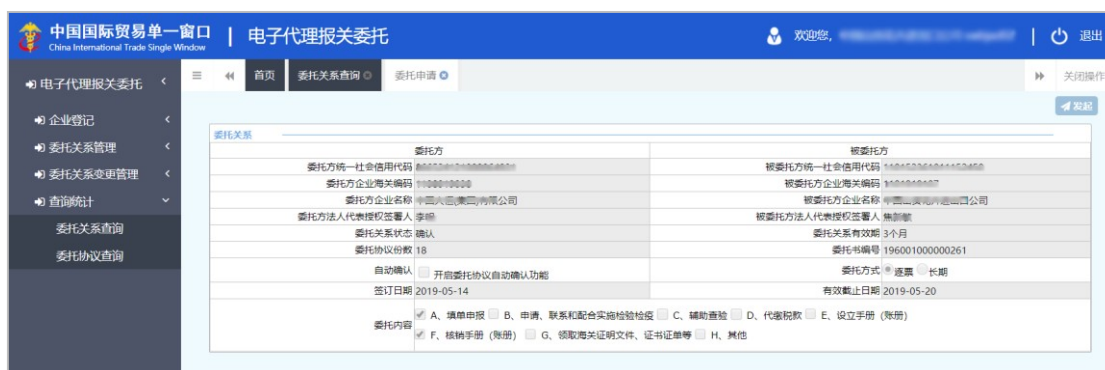 中国国际贸易单一窗口 | 电子代理报关委托
China International Trade Single Window
欢迎您,
退出
电子代理报关委托
首页 委托关系查询 委托申请
关闭操作
企业登记
委托关系管理
委托关系变更管理
查询统计
委托关系查询
委托协议查询
发起
委托关系
委托方 被委托方
委托方统一社会信用代码 被委托方统一社会信用代码
委托方企业海关编码 被委托方企业海关编码
委托方企业名称 有限公司 被委托方企业名称 公司
委托方法人代表授权签署人 李 被委托方法人代表授权签署人
委托关系状态 确认 委托关系有效期 3个月
委托协议份数 18 委托书编号 196001000000261
自动确认 开启委托协议自动确认功能 委托方式 逐票 长期
签订日期 2019-05-14 有效截止日期 2019-05-20
委托内容 A、填单申报 B、申请、联系和配合实施检验检疫 C、辅助查验 D、代缴税款 E、设立手册(账册)
F、核销手册(账册) G、领取海关证明文件、证书证单等 H、其他